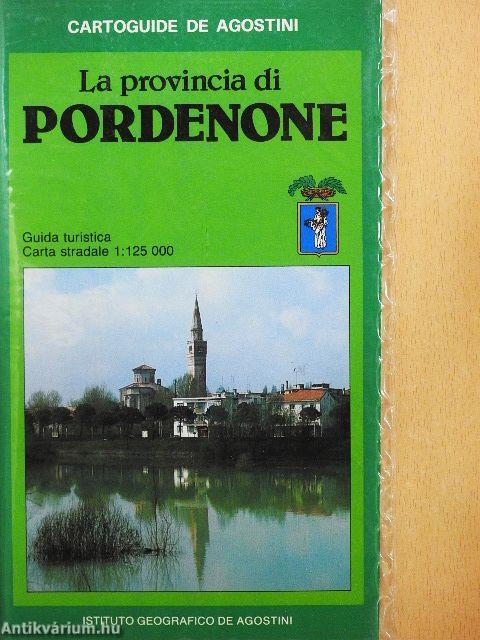 CARTOGUIDE DE AGOSTINI
La provincia di
PORDENONE
Guida turistica
Carta stradale 1:125 000
ISTITUTO GEOGRAFICO DE AGOSTINI
Antikvárium.hu